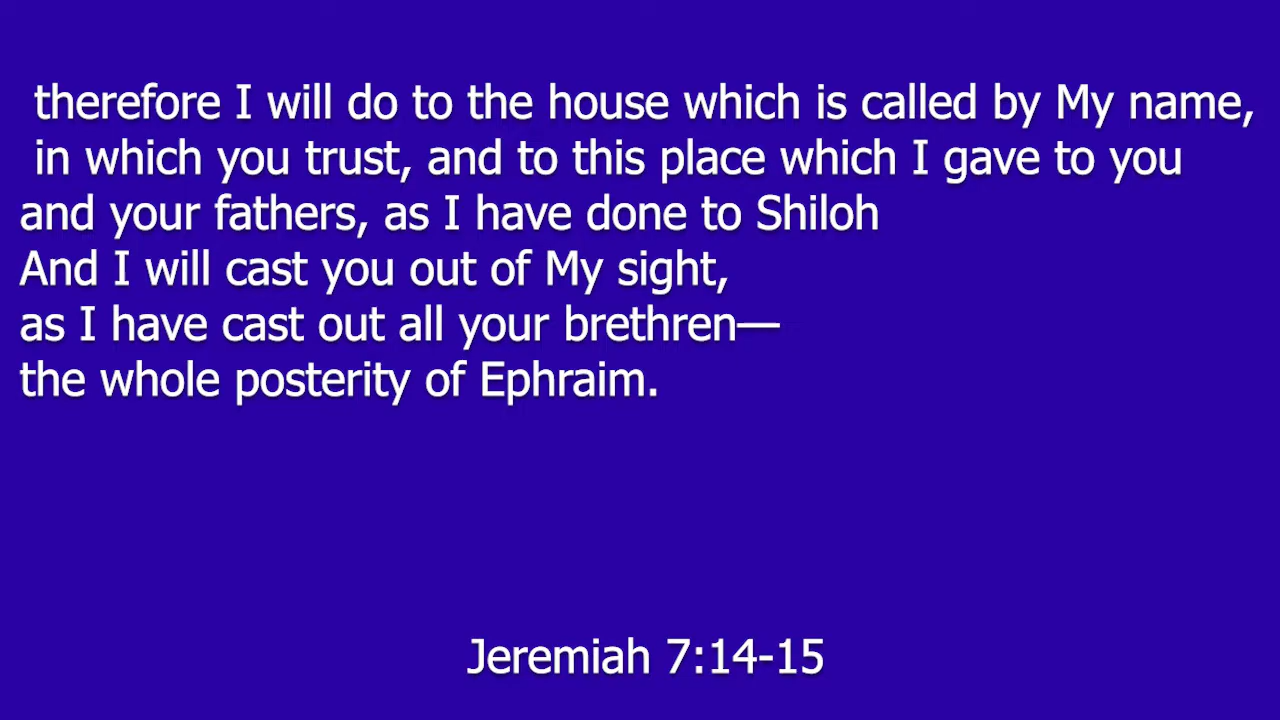 therefore I will do to the house which is called by My name,
in which you trust, and to this place which I gave to you
and your fathers, as I have done to Shiloh
And I will cast you out of My sight,
as I have cast out all your brethren—
the whole posterity of Ephraim.
Jeremiah 7:14-15